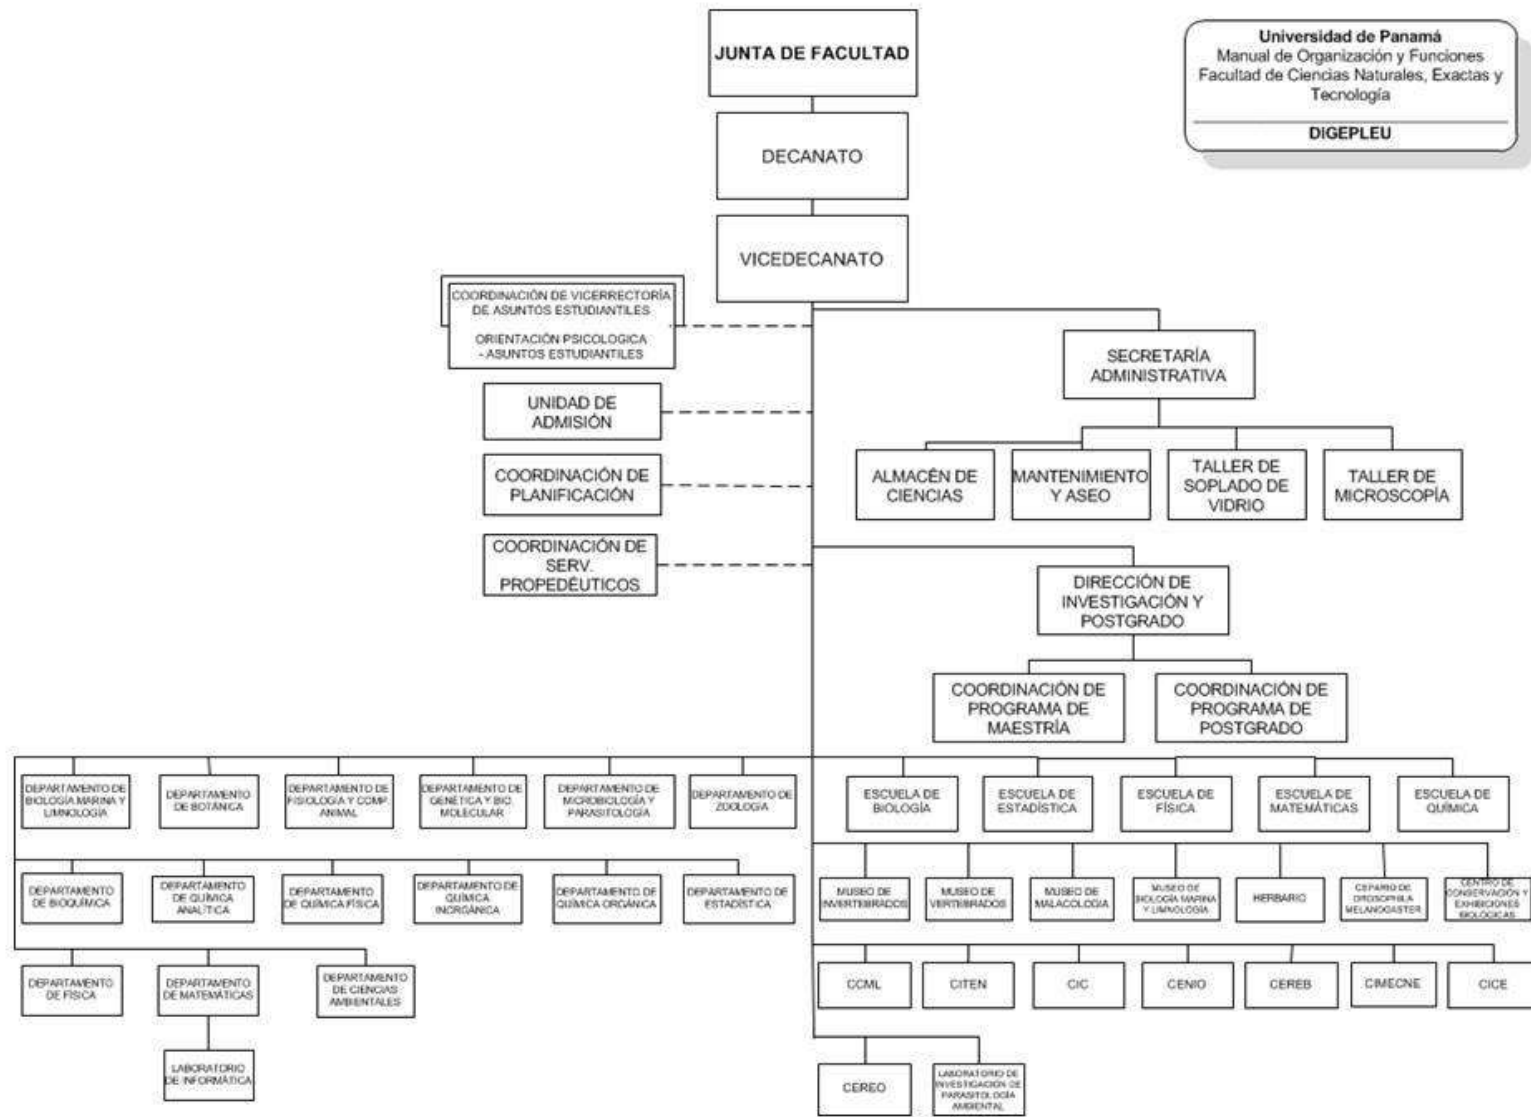 JUNTA DE FACULTAD
Universidad de Panamá
Manual de Organización y Funciones
Facultad de Ciencias Naturales, Exactas y
Tecnología
DIGEPLEU
DECANATO
VICEDECANATO
COORDINACIÓN DE VICERRECTORÍA
DE ASUNTOS ESTUDIANTILES
ORIENTACIÓN PSICOLOGICA
- ASUNTOS ESTUDIANTILES
UNIDAD DE
ADMISIÓN
COORDINACIÓN DE
PLANIFICACIÓN
COORDINACIÓN DE
SERV.
PROPEDÉUTICOS
SECRETARÍA
ADMINISTRATIVA
ALMACÉN DE
CIENCIAS
MANTENIMIENTO
Y ASEO
TALLER DE
SOPLADO DE
VIDRIO
TALLER DE
MICROSCOPÍA
DIRECCIÓN DE
INVESTIGACIÓN Y
POSTGRADO
COORDINACIÓN DE
PROGRAMA DE
MAESTRÍA
COORDINACIÓN DE
PROGRAMA DE
POSTGRADO
DEPARTAMENTO DE
BIOLOGÍA MARINA Y
LIMNOLOGÍA
DEPARTAMENTO
DE BOTÁNICA
DEPARTAMENTO DE
FISIOLOGÍA Y COMP.
ANIMAL
DEPARTAMENTO DE
GENÉTICA Y BIO.
MOLECULAR
DEPARTAMENTO DE
MICROBIOLOGÍA Y
PARASITOLOGÍA
DEPARTAMENTO DE
ZOOLOGÍA
ESCUELA DE
BIOLOGÍA
ESCUELA DE
ESTADÍSTICA
ESCUELA DE
FÍSICA
ESCUELA DE
MATEMÁTICAS
ESCUELA DE
QUÍMICA
DEPARTAMENTO
DE BIOQUÍMICA
DEPARTAMENTO
DE QUÍMICA
ANALÍTICA
DEPARTAMENTO
DE QUÍMICA FÍSICA
DEPARTAMENTO DE
QUÍMICA
INORGÁNICA
DEPARTAMENTO DE
QUÍMICA ORGÁNICA
DEPARTAMENTO DE
ESTADÍSTICA
MUSEO DE
INVERTEBRADOS
MUSEO DE
VERTEBRADOS
MUSEO DE
MALACOLOGIA
MUSEO DE
BIOLOGÍA MARINA
Y LIMNOLOGÍA
HERBARIO
CEPARIO DE
DROSOPHILA
MELANOGASTER
CENTRO DE
CONSERVACIÓN Y
EXHIBICIONES
BIOLÓGICAS
DEPARTAMENTO
DE FÍSICA
DEPARTAMENTO
DE MATEMÁTICAS
DEPARTAMENTO
DE CIENCIAS
AMBIENTALES
CCML
CITEN
CIC
CENIO
CEREB
CIMECNE
CICE
LABORATORIO
DE INFORMÁTICA
CEREO
LABORATORIO DE
INVESTIGACIÓN DE
PARASITOLOGÍA
AMBIENTAL